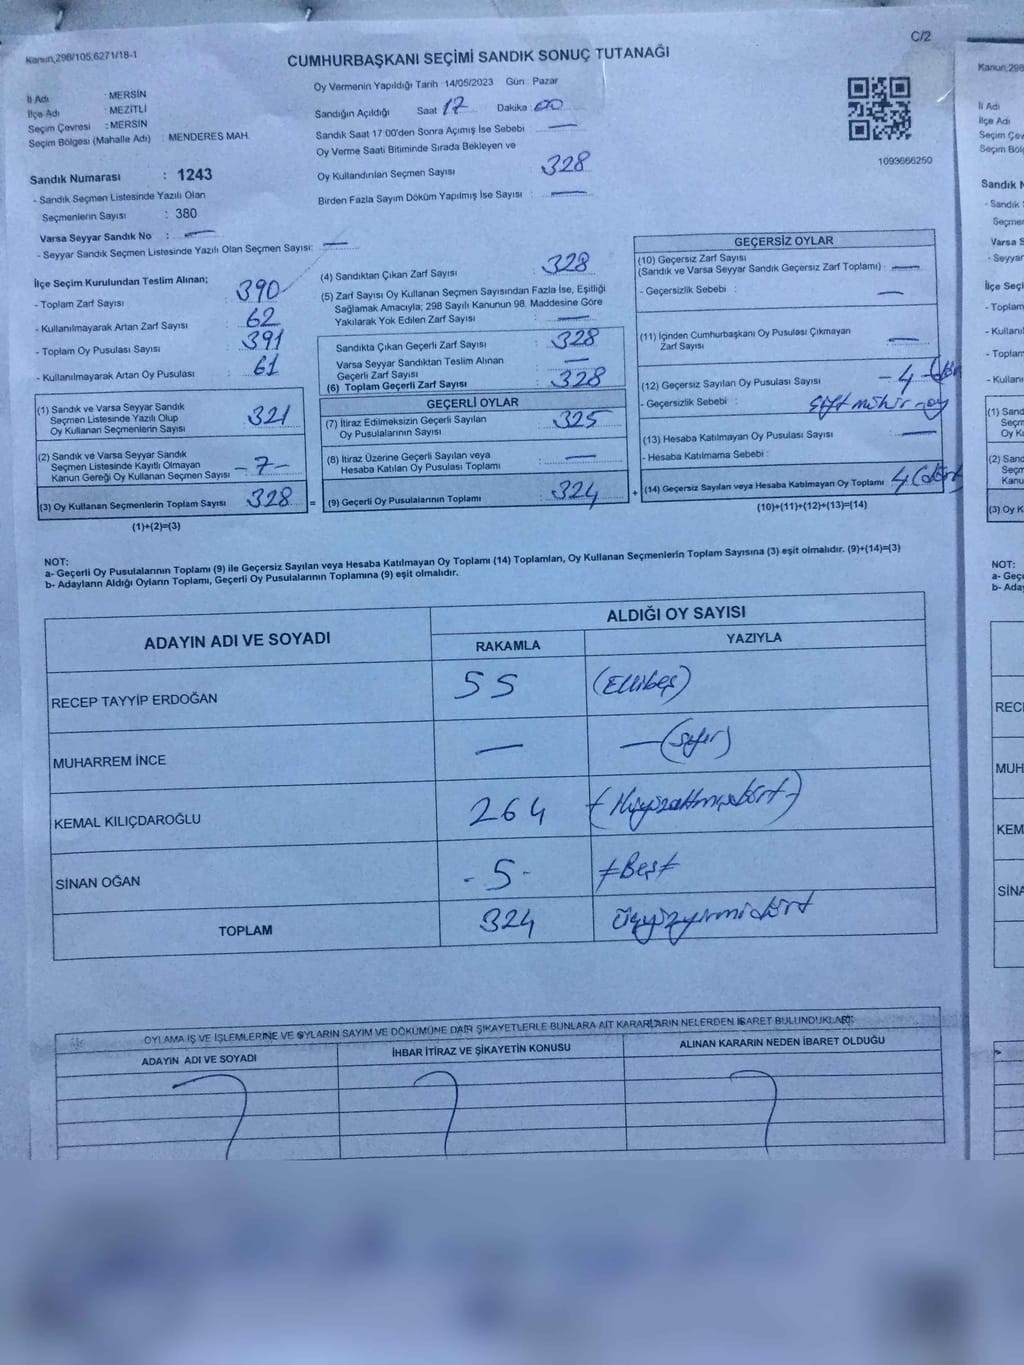 C/2
Kanun,298/105,6271/18-1
CUMHURBAŞKANI SEÇİMİ SANDIK SONUÇ TUTANAĞI
İl Adı : MERSİN
İlçe Adı : MEZİTLİ
Seçim Çevresi : MERSİN
Seçim Bölgesi (Mahalle Adı) : MENDERES MAH.
Sandık Numarası : 1243
- Sandık Seçmen Listesinde Yazılı Olan
Seçmenlerin Sayısı : 380
Varsa Seyyar Sandık No : —
- Seyyar Sandık Seçmen Listesinde Yazılı Olan Seçmen Sayısı: —
Oy Vermenin Yapıldığı Tarih : 14/05/2023 Gün : Pazar
Sandığın Açıldığı Saat 17 Dakika : 00
Sandık Saat 17:00'den Sonra Açımış İse Sebebi : —
Oy Verme Saati Bitiminde Sırada Bekleyen ve
Oy Kullandırılan Seçmen Sayısı : 328
Birden Fazla Sayım Döküm Yapılmış İse Sayısı : —
1093666250
İlçe Seçim Kurulundan Teslim Alınan;
- Toplam Zarf Sayısı : 390
- Kullanılmayarak Artan Zarf Sayısı : 62
- Toplam Oy Pusulası Sayısı : 391
- Kullanılmayarak Artan Oy Pusulası : 61
(1) Sandık ve Varsa Seyyar Sandık
Seçmen Listesinde Yazılı Olup
Oy Kullanan Seçmenlerin Sayısı : 321
(2) Sandık ve Varsa Seyyar Sandık
Seçmen Listesinde Kayıtlı Olmayan
Kanun Gereği Oy Kullanan Seçmen Sayısı : -7-
(3) Oy Kullanan Seçmenlerin Toplam Sayısı : 328 =
(1)+(2)=(3)
(4) Sandıktan Çıkan Zarf Sayısı : 328
(5) Zarf Sayısı Oy Kullanan Seçmen Sayısından Fazla İse, Eşitliği
Sağlamak Amacıyla; 298 Sayılı Kanunun 98. Maddesine Göre
Yakılarak Yok Edilen Zarf Sayısı : —
Sandıkta Çıkan Geçerli Zarf Sayısı : 328
Varsa Seyyar Sandıktan Teslim Alınan
Geçerli Zarf Sayısı : —
(6) Toplam Geçerli Zarf Sayısı : 328
GEÇERLİ OYLAR
(7) İtiraz Edilmeksizin Geçerli Sayılan
Oy Pusulalarının Sayısı : 325
(8) İtiraz Üzerine Geçerli Sayılan veya
Hesaba Katılan Oy Pusulası Toplamı : —
(9) Geçerli Oy Pusulalarının Toplamı : 324 +
GEÇERSİZ OYLAR
(10) Geçersiz Zarf Sayısı
(Sandık ve Varsa Seyyar Sandık Geçersiz Zarf Toplamı) : —
- Geçersizlik Sebebi : —
(11) İçinden Cumhurbaşkanı Oy Pusulası Çıkmayan
Zarf Sayısı : —
(12) Geçersiz Sayılan Oy Pusulası Sayısı : -4-
- Geçersizlik Sebebi : Çift mühür oy
(13) Hesaba Katılmayan Oy Pusulası Sayısı : —
- Hesaba Katılmama Sebebi :
(14) Geçersiz Sayılan veya Hesaba Katılmayan Oy Toplamı : 4 (dört
(10)+(11)+(12)+(13)=(14)
NOT:
a- Geçerli Oy Pusulalarının Toplamı (9) ile Geçersiz Sayılan veya Hesaba Katılmayan Oy Toplamı (14) Toplamları, Oy Kullanan Seçmenlerin Toplam Sayısına (3) eşit olmalıdır. (9)+(14)=(3)
b- Adayların Aldığı Oyların Toplamı, Geçerli Oy Pusulalarının Toplamına (9) eşit olmalıdır.
ADAYIN ADI VE SOYADI ALDIĞI OY SAYISI
RAKAMLA YAZIYLA
RECEP TAYYİP ERDOĞAN 55 (Ellibeş)
MUHARREM İNCE — —(Sıfır)
KEMAL KILIÇDAROĞLU 264 (İkiyüzaltmışdört-)
SİNAN OĞAN -5- Beş
TOPLAM 324 Üçyüzyirmidört
OYLAMA İŞ VE İŞLEMLERİNE VE OYLARIN SAYIM VE DÖKÜMÜNE DAİR ŞİKAYETLERLE BUNLARA AİT KARARLARIN NELERDEN İBARET BULUNDUKLARI:
ADAYIN ADI VE SOYADI İHBAR İTİRAZ VE ŞİKAYETİN KONUSU ALINAN KARARIN NEDEN İBARET OLDUĞU
Kanun,298
İl Adı
İlçe Adı
Sandık
NOT: